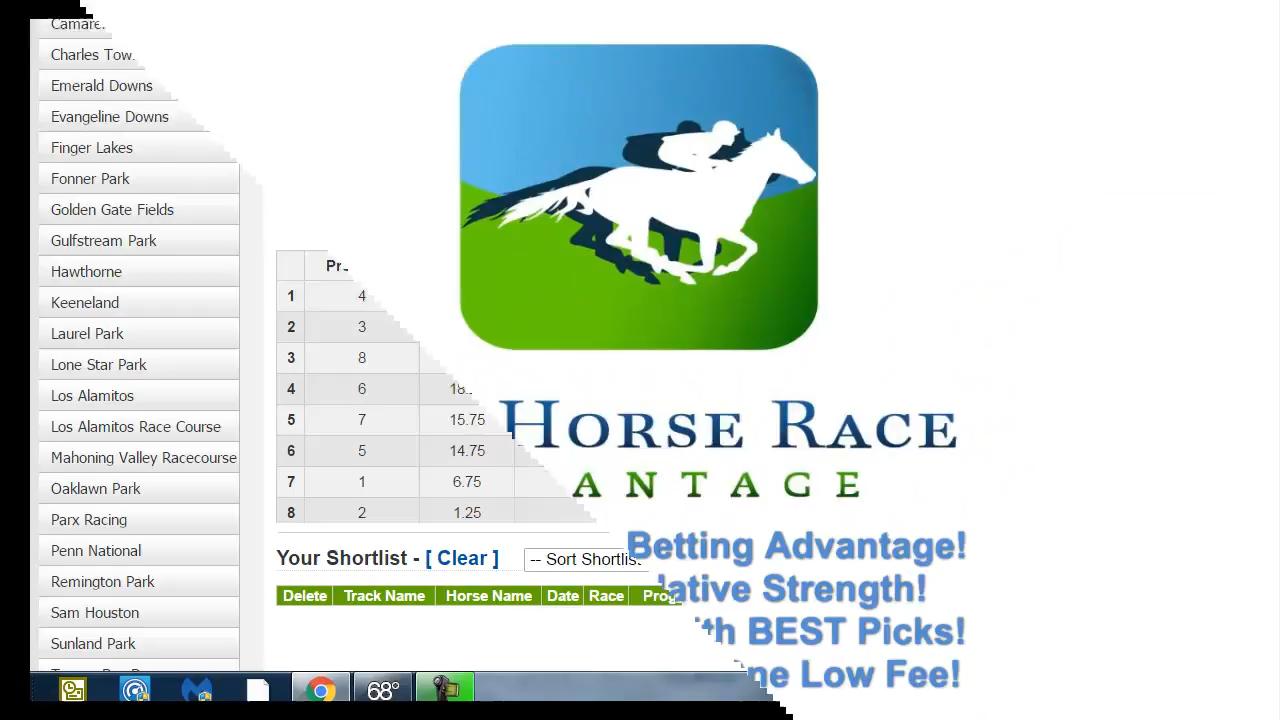 Charles Tow
Emerald Downs
Evangeline Downs
Finger Lakes
Fonner Park
Golden Gate Fields
Gulfstream Park
Hawthorne
Keeneland
Laurel Park
Lone Star Park
Los Alamitos
Los Alamitos Race Course
Mahoning Valley Racecourse
Oaklawn Park
Parx Racing
Penn National
Remington Park
Sam Houston
Sunland Park
1 4
2 3
3 8
4 6 18.
5 7 15.75
6 5 14.75
7 1 6.75
8 2 1.25
Your Shortlist - [ Clear ] -- Sort Shortlis
Delete Track Name Horse Name Date Race Prog
HORSE RACE
ANTAGE
Betting Advantage!
lative Strength!
th BEST Picks!
ne Low Fee!
68°